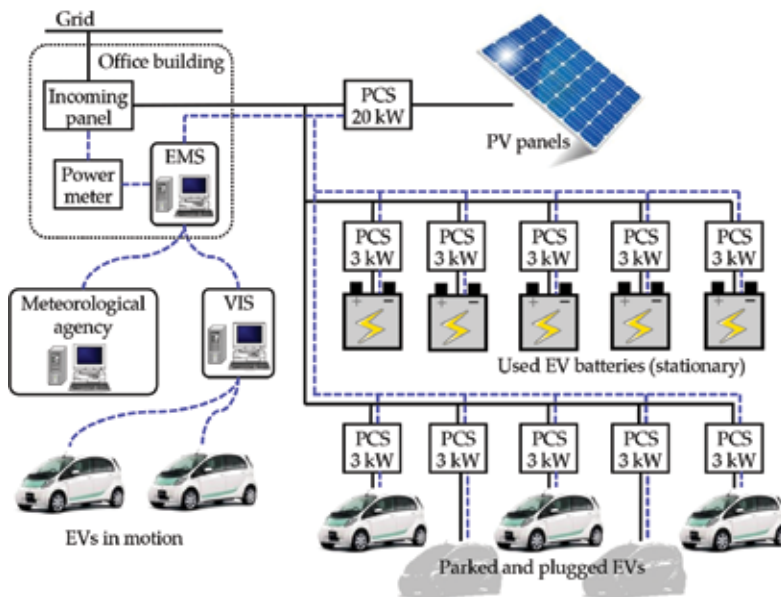 Grid
Office building
Incoming
panel
PCS
20 kW
PV panels
EMS
Power
meter
PCS
3 kW
PCS
3 kW
PCS
3 kW
PCS
3 kW
PCS
3 kW
Meteorological
agency
VIS
+ −
+ −
+ −
+ −
+ −
Used EV batteries (stationary)
PCS
3 kW
PCS
3 kW
PCS
3 kW
PCS
3 kW
PCS
3 kW
EVs in motion
Parked and plugged EVs